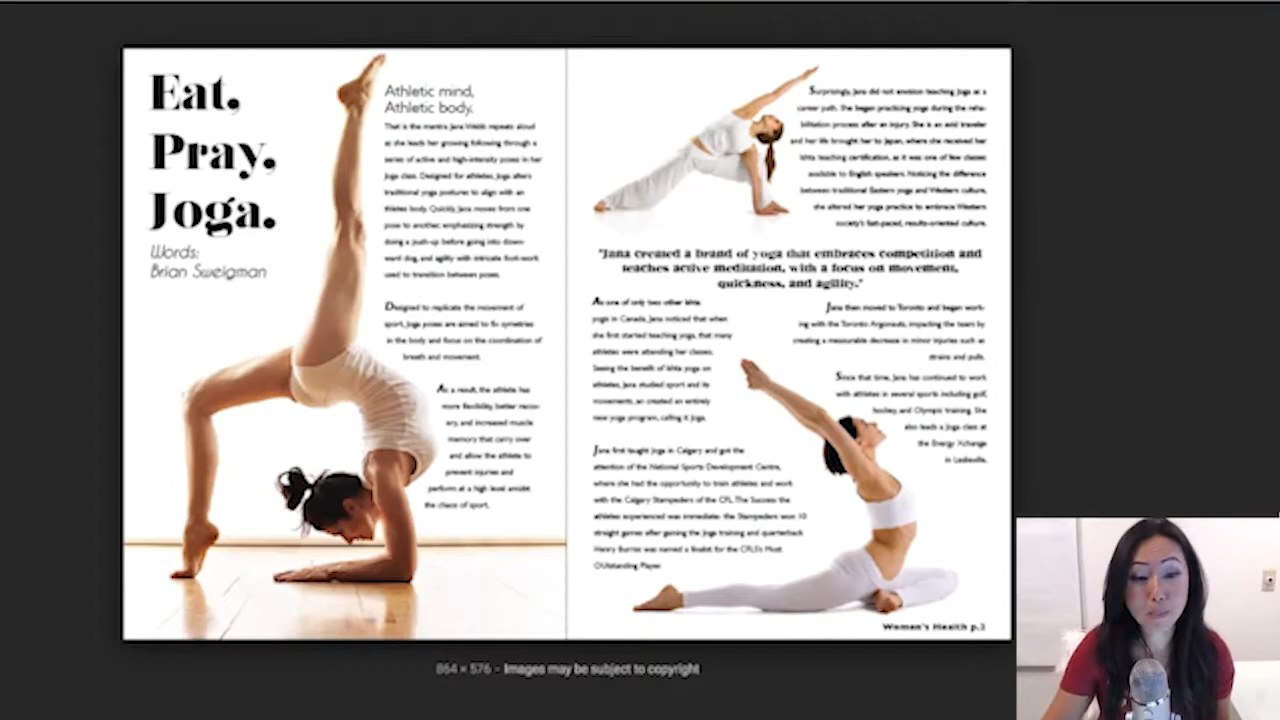 Eat,
Pray,
Joga.
Words:
Brian Sweigman
Athletic mind,
Athletic body.
That is the mantra Jana Webb repeats aloud
as she leads her growing following through a
series of active and high-intensity poses in her
Joga class. Designed for athletes, Joga alters
traditional yoga postures to align with an
thletes body. Quickly, Jana moves from one
pose to another, emphasizing strength by
doing a push-up before going into down-
ward dog, and agility with intricate foot-work
used to transition between poses.
Designed to replicate the movement of
sport, Joga poses are aimed to fix symetries
in the body and focus on the coordination of
breath and movement.
As a result, the athlete has
more flexibility, better reco-
ery, and increased muscle
memory that carry over
and allow the athlete to
prevent injuries and
perform at a high level amidst
the chaos of sport.
Surprisingly, Jana did not envision teaching Joga as a
career path. She began practicing yoga during the reha-
bilitation process after an injury. She is an avid traveler
and her life brought her to Japan, where she received her
Ishta teaching certification, as it was one of few classes
available to English speakers. Noticing the difference
between traditional Eastern yoga and Western culture,
she altered her yoga practice to embrace Western
society's fast-paced, results-oriented culture.
"Jana created a brand of yoga that embraces competition and
teaches active meditation, with a focus on movement,
quickness, and agility."
As one of only two other Ishta
yogis in Canada, Jana noticed that when
she first started teaching yoga, that many
athletes were attending her classes.
Seeing the benefit of Ishta yoga on
athletes, Jana studied sport and its
movements, an created an entirely
new yoga program, calling it Joga.
Jana first taught Joga in Calgary and got the
attention of the National Sports Development Centre,
where she had the opportunity to train athletes and work
with the Calgary Stampeders of the CFL. The Success the
athletes experienced was immediate: the Stampeders won 10
straight games after gaining the Joga training and quarterback
Henry Burriss was named a finalist for the CFLS's Most
OUtstanding Player.
Jana then moved to Toronto and began work-
ing with the Toronto Argonauts, impacting the team by
creating a measurable decrease in minor injuries such as
strains and pulls.
Since that time, Jana has continued to work
with athletes in several sports including golf,
hockey, and Olympic training. She
also leads a Joga class at
the Energy Xchange
in Leslieville.
Women's Health p.2
864 × 576 - Images may be subject to copyright